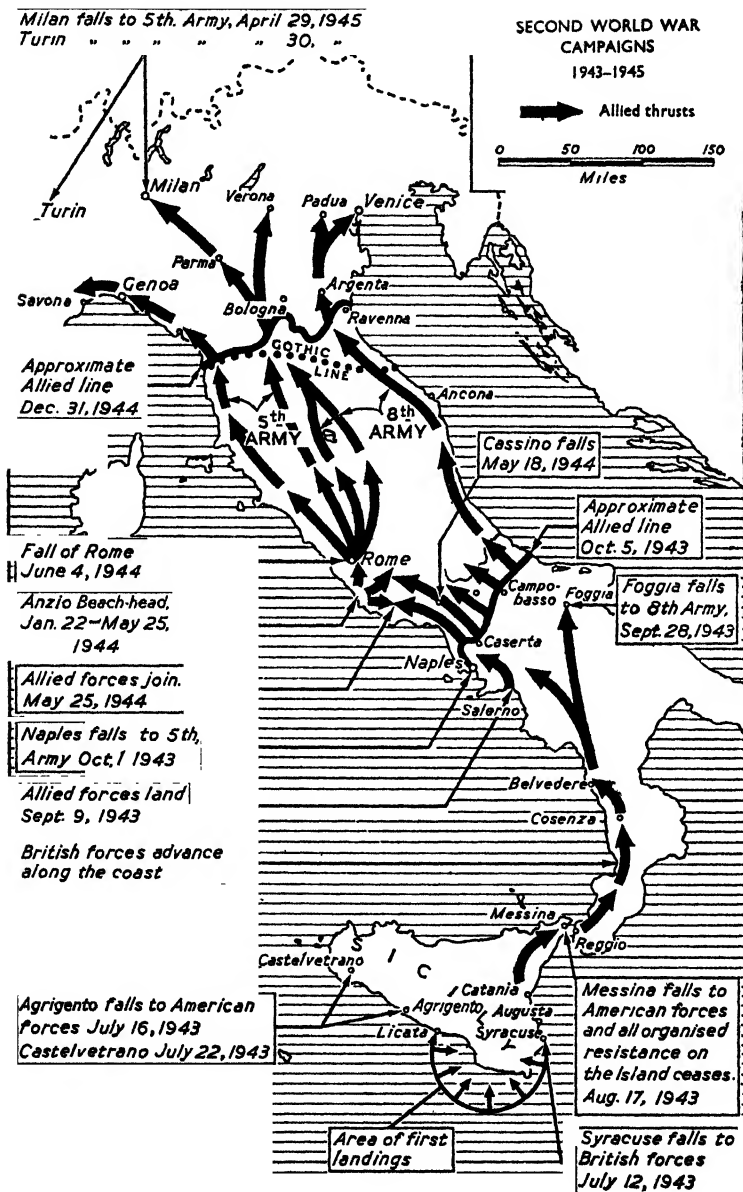 Milan falls to 5th. Army, April 29, 1945
Turin „ „ „ „ 30, „
SECOND WORLD WAR
CAMPAIGNS
1943–1945
Allied thrusts
0 50 100 150
Miles
Milan
Turin
Verona
Padua
Venice
Parma
Genoa
Savona
Argenta
Bologna
Ravenna
GOTHIC
LINE
Approximate
Allied line
Dec. 31, 1944
Ancona
5th
ARMY
8th
ARMY
Cassino falls
May 18, 1944
Approximate
Allied line
Oct. 5, 1943
Fall of Rome
June 4, 1944
Rome
Campo-
basso
Foggia
Foggia falls
to 8th Army,
Sept. 28, 1943
Anzio Beach-head,
Jan. 22–May 25,
1944
Caserta
Naples
Allied forces join.
May 25, 1944
Salerno
Naples falls to 5th,
Army Oct, 1 1943
Allied forces land
Sept. 9, 1943
Belvedere
Cosenza
British forces advance
along the coast
Messina
Reggio
SIC
Castelvetrano
Catania
Agrigento
Augusta
Licata
Syracuse
Agrigento falls to American
forces July 16, 1943
Castelvetrano July 22, 1943
Messina falls to
American forces
and all organised
resistance on
the Island ceases.
Aug. 17, 1943
Area of first
landings
Syracuse falls to
British forces
July 12, 1943